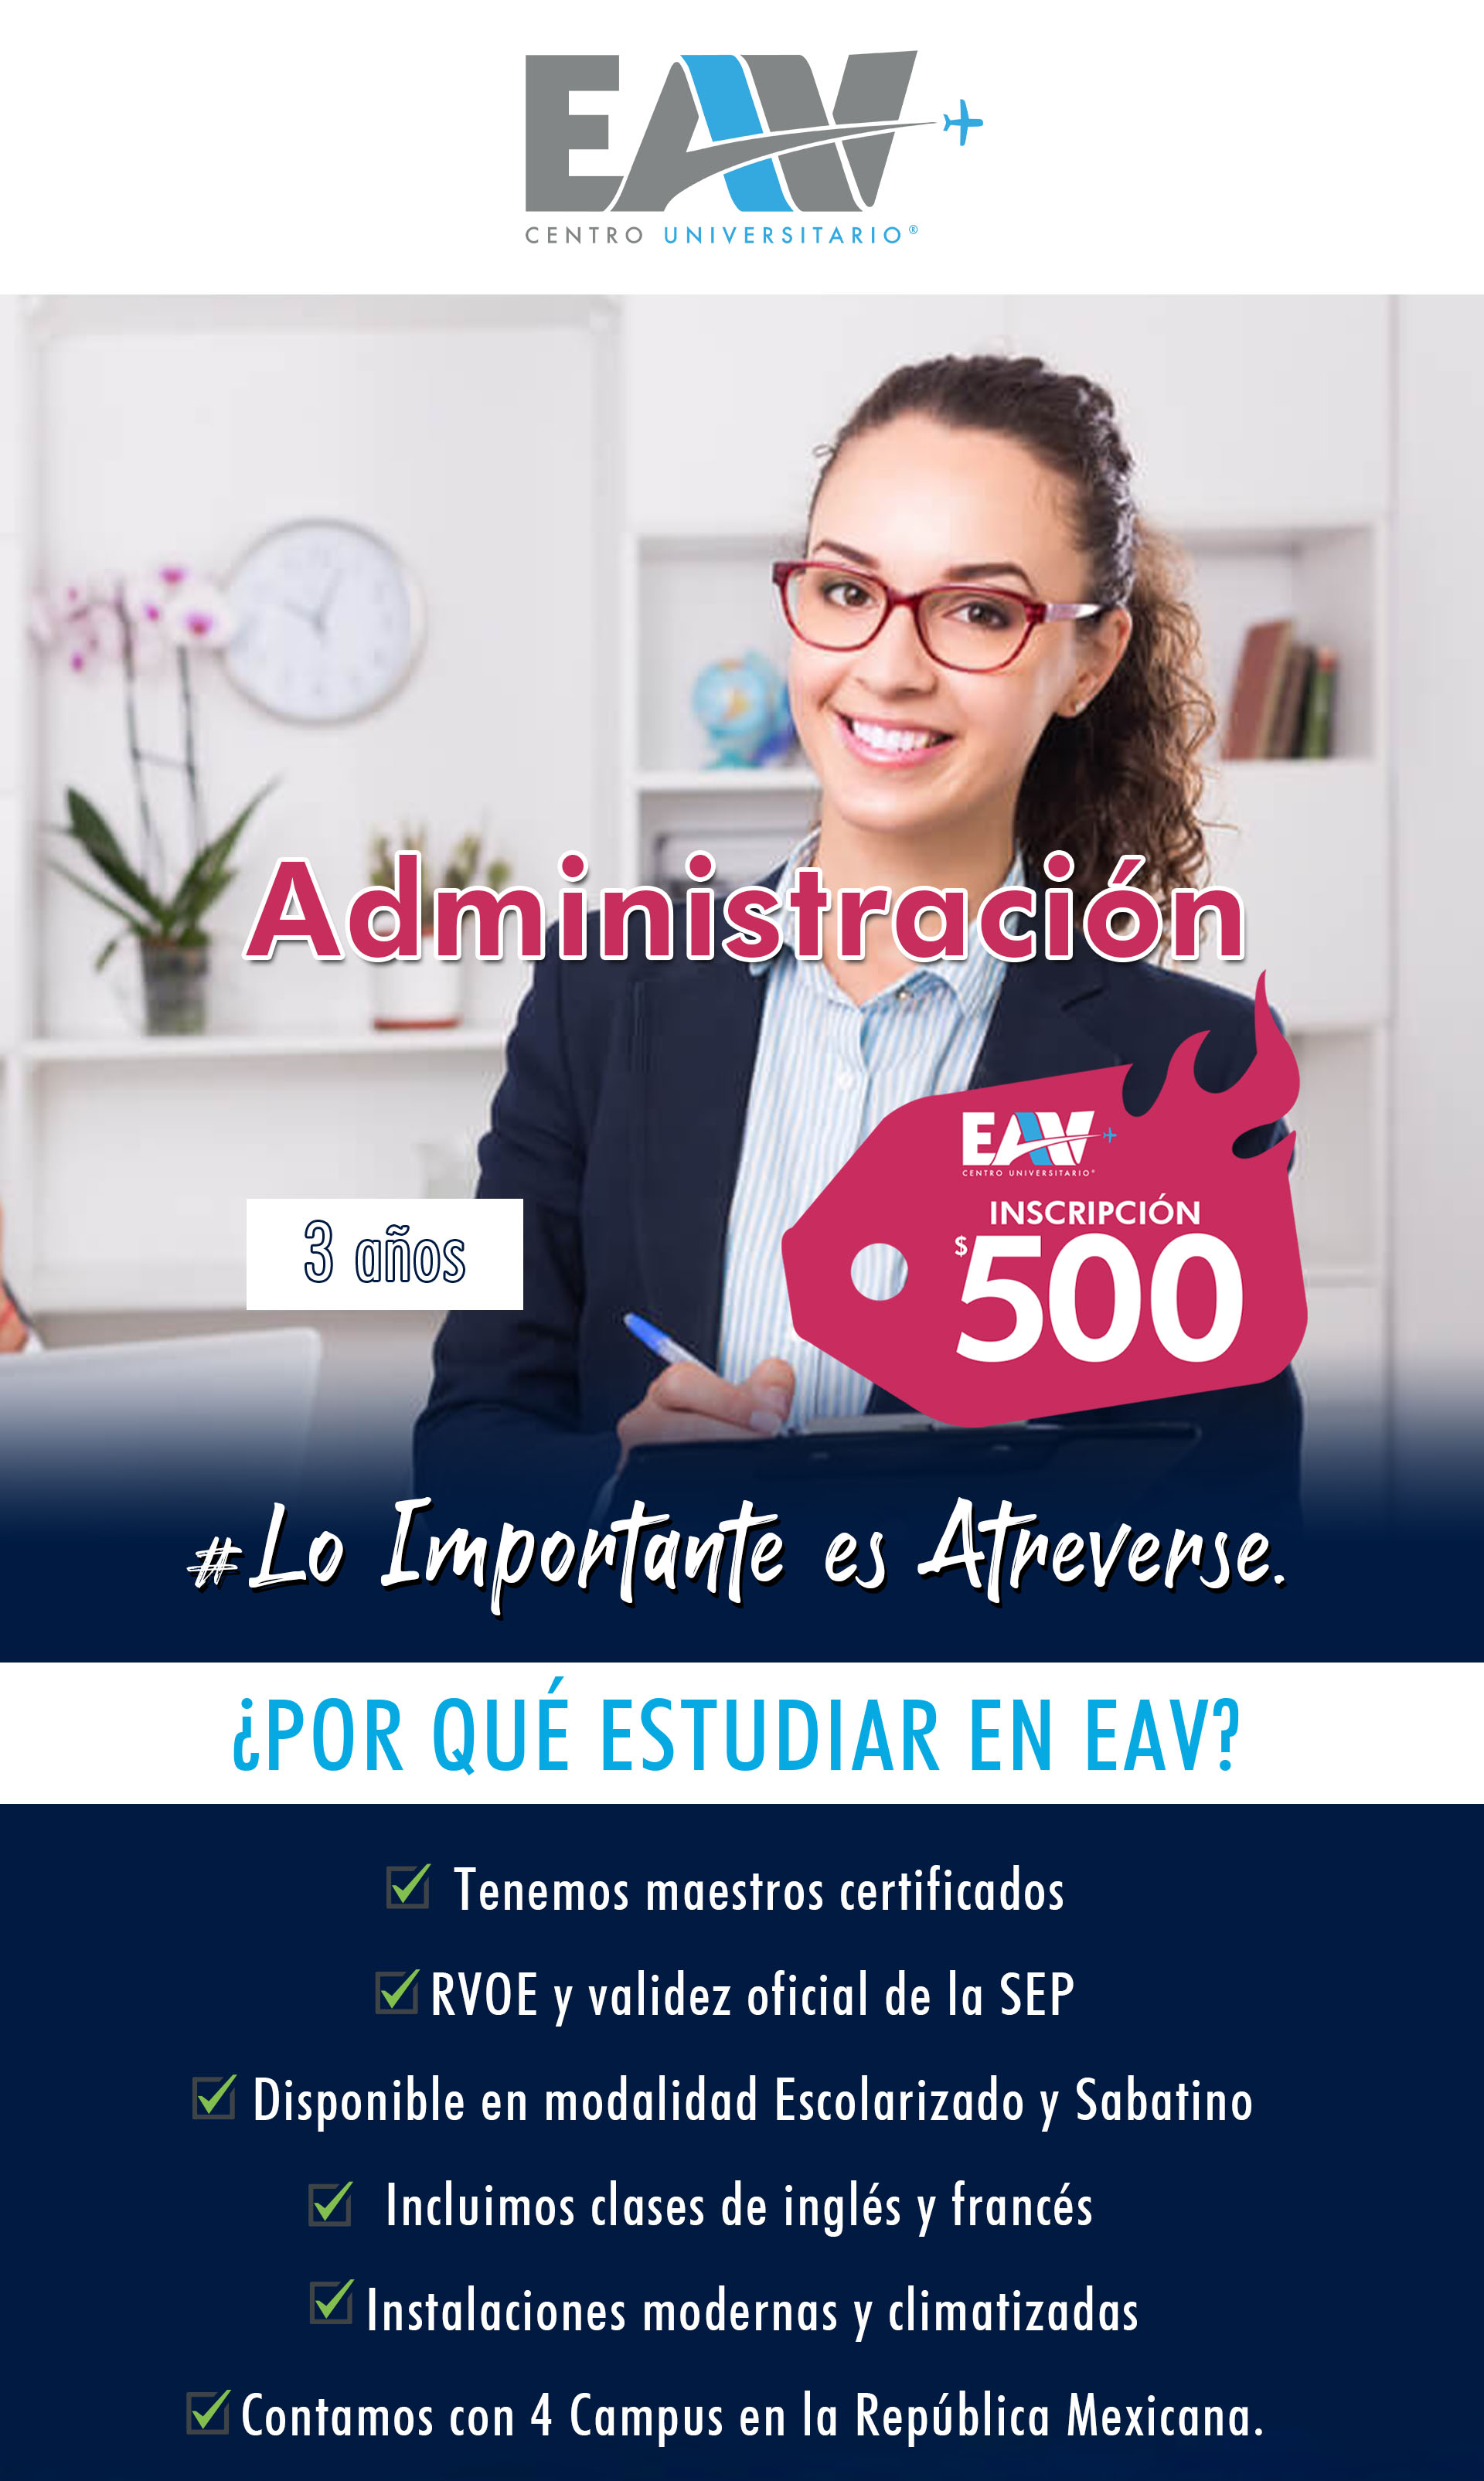 EAV
CENTRO UNIVERSITARIO®
Administración
EAV
CENTRO UNIVERSITARIO®
INSCRIPCIÓN
$500
3 años
#Lo Importante es Atreverse.
¿POR QUÉ ESTUDIAR EN EAV?
Tenemos maestros certificados
RVOE y validez oficial de la SEP
Disponible en modalidad Escolarizado y Sabatino
Incluimos clases de inglés y francés
Instalaciones modernas y climatizadas
Contamos con 4 Campus en la República Mexicana.